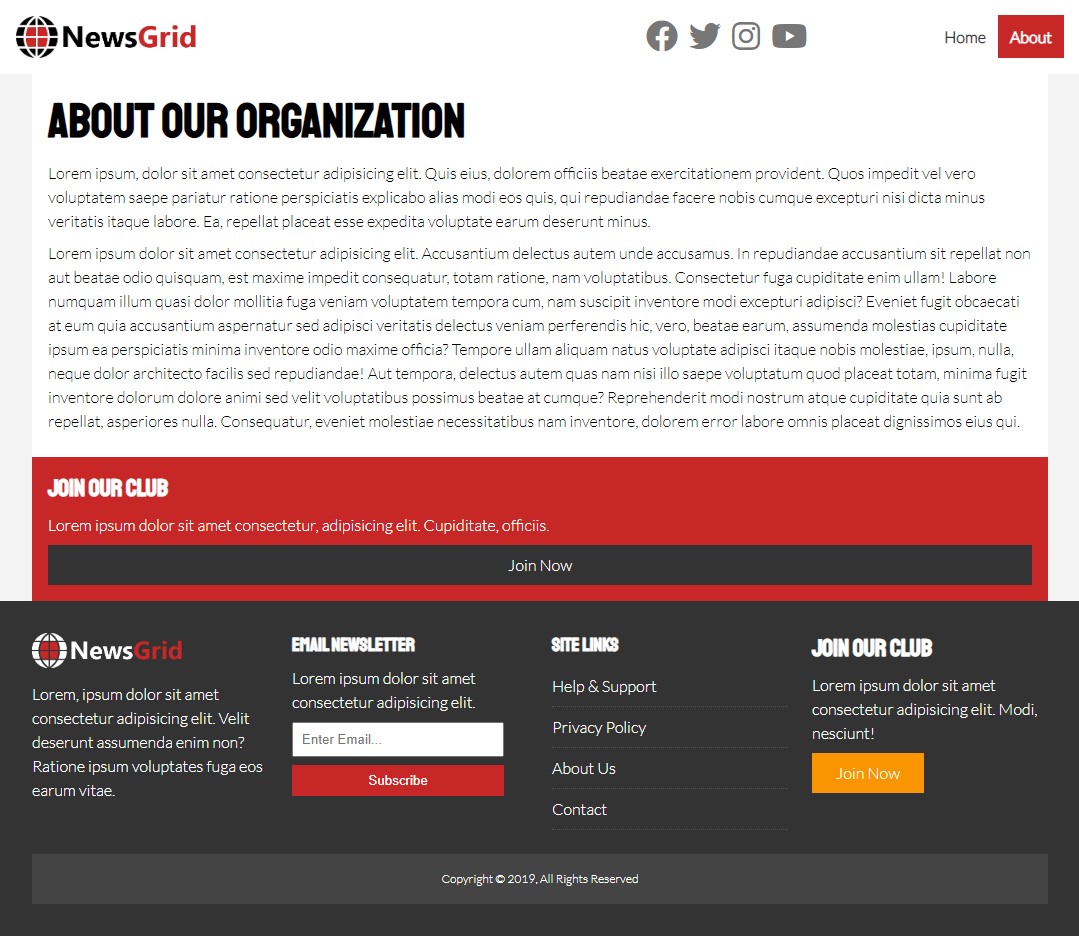 NewsGrid
Home
About
ABOUT OUR ORGANIZATION
Lorem ipsum, dolor sit amet consectetur adipisicing elit. Quis eius, dolorem officiis beatae exercitationem provident. Quos impedit vel vero
voluptatem saepe pariatur ratione perspiciatis explicabo alias modi eos quis, qui repudiandae facere nobis cumque excepturi nisi dicta minus
veritatis itaque labore. Ea, repellat placeat esse expedita voluptate earum deserunt minus.
Lorem ipsum dolor sit amet consectetur adipisicing elit. Accusantium delectus autem unde accusamus. In repudiandae accusantium sit repellat non
aut beatae odio quisquam, est maxime impedit consequatur, totam ratione, nam voluptatibus. Consectetur fuga cupiditate enim ullam! Labore
numquam illum quasi dolor mollitia fuga veniam voluptatem tempora cum, nam suscipit inventore modi excepturi adipisci? Eveniet fugit obcaecati
at eum quia accusantium aspernatur sed adipisci veritatis delectus veniam perferendis hic, vero, beatae earum, assumenda molestias cupiditate
ipsum ea perspiciatis minima inventore odio maxime officia? Tempore ullam aliquam natus voluptate adipisci itaque nobis molestiae, ipsum, nulla,
neque dolor architecto facilis sed repudiandae! Aut tempora, delectus autem quas nam nisi illo saepe voluptatum quod placeat totam, minima fugit
inventore dolorum dolore animi sed velit voluptatibus possimus beatae at cumque? Reprehenderit modi nostrum atque cupiditate quia sunt ab
repellat, asperiores nulla. Consequatur, eveniet molestiae necessitatibus nam inventore, dolorem error labore omnis placeat dignissimos eius qui.
JOIN OUR CLUB
Lorem ipsum dolor sit amet consectetur, adipisicing elit. Cupiditate, officiis.
Join Now
NewsGrid
Lorem, ipsum dolor sit amet
consectetur adipisicing elit. Velit
deserunt assumenda enim non?
Ratione ipsum voluptates fuga eos
earum vitae.
EMAIL NEWSLETTER
Lorem ipsum dolor sit amet
consectetur adipisicing elit.
Enter Email...
Subscribe
SITE LINKS
Help & Support
Privacy Policy
About Us
Contact
JOIN OUR CLUB
Lorem ipsum dolor sit amet
consectetur adipisicing elit. Modi,
nesciunt!
Join Now
Copyright © 2019, All Rights Reserved